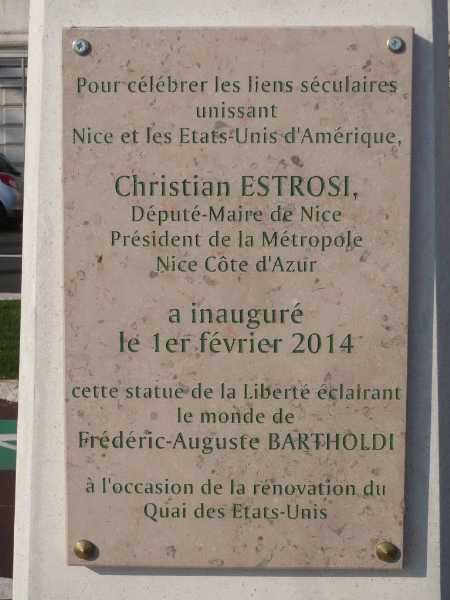 Pour célébrer les liens séculaires
unissant
Nice et les Etats-Unis d'Amérique,
Christian ESTROSI,
Député-Maire de Nice
Président de la Métropole
Nice Côte d'Azur
a inauguré
le 1er février 2014
cette statue de la Liberté éclairant
le monde de
Frédéric-Auguste BARTHOLDI
à l'occasion de la rénovation du
Quai des Etats-Unis